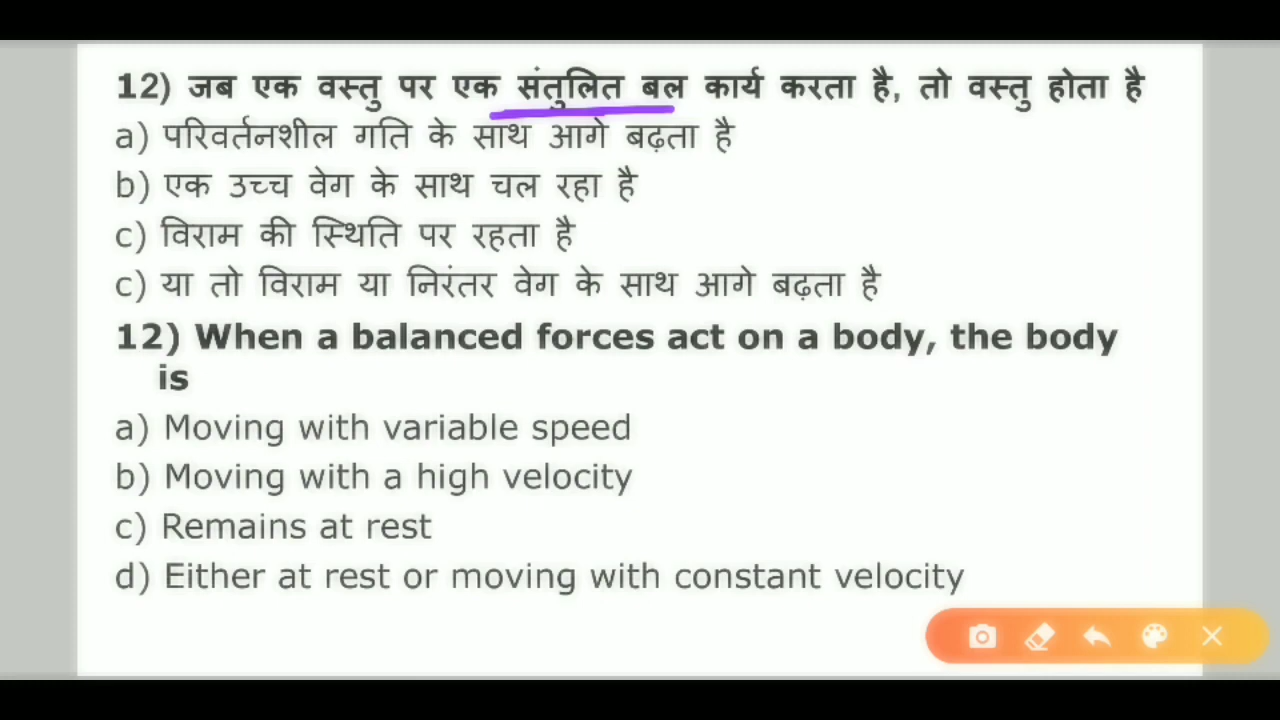 12) जब एक वस्तु पर एक संतुलित बल कार्य करता है, तो वस्तु होता है
a) परिवर्तनशील गति के साथ आगे बढ़ता है
b) एक उच्च वेग के साथ चल रहा है
c) विराम की स्थिति पर रहता है
c) या तो विराम या निरंतर वेग के साथ आगे बढ़ता है
12) When a balanced forces act on a body, the body
is
a) Moving with variable speed
b) Moving with a high velocity
c) Remains at rest
d) Either at rest or moving with constant velocity